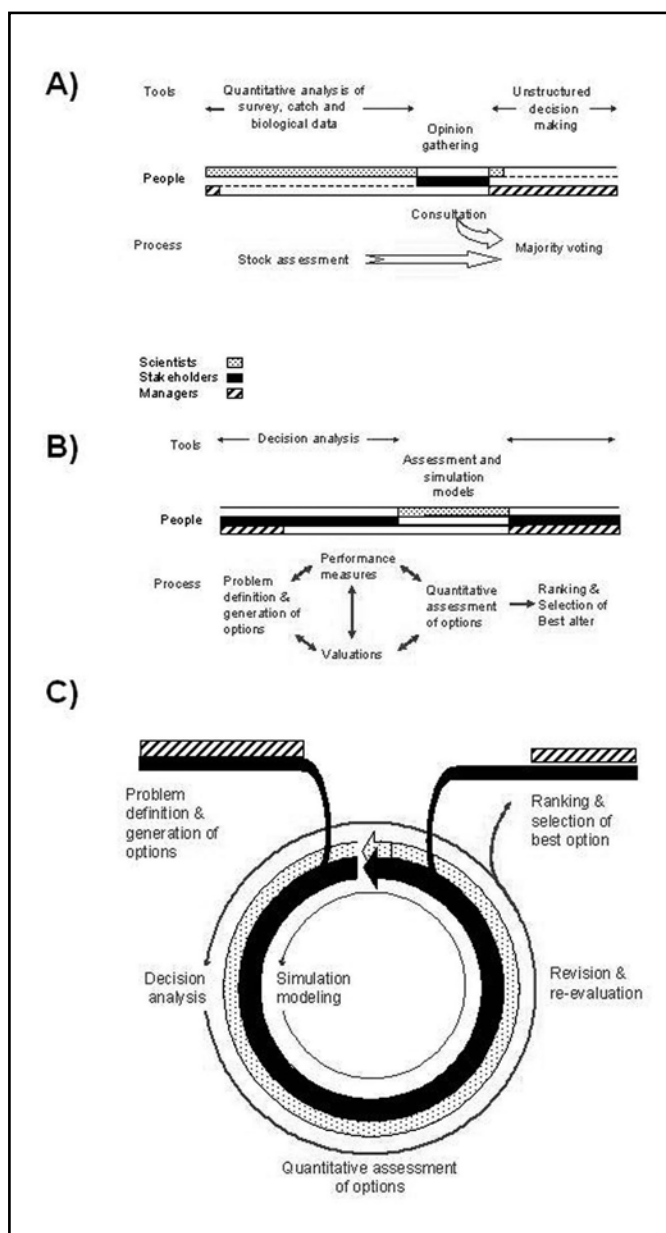 A)
Tools
Quantitative analysis of
survey, catch and
biological data
Opinion
gathering
Unstructured
decision
making
People
Consultation
Process
Stock assessment
Majority voting
Scientists
Stakeholders
Managers
B)
Tools
Decision analysis
Assessment and
simulation
models
People
Process
Problem
definition &
generation of
options
Performance
measures
Valuations
Quantitative
assessment
of options
Ranking &
Selection of
Best alter
C)
Problem
definition &
generation of
options
Ranking &
selection of
best option
Decision
analysis
Simulation
modeling
Revision &
re-evaluation
Quantitative assessment
of options